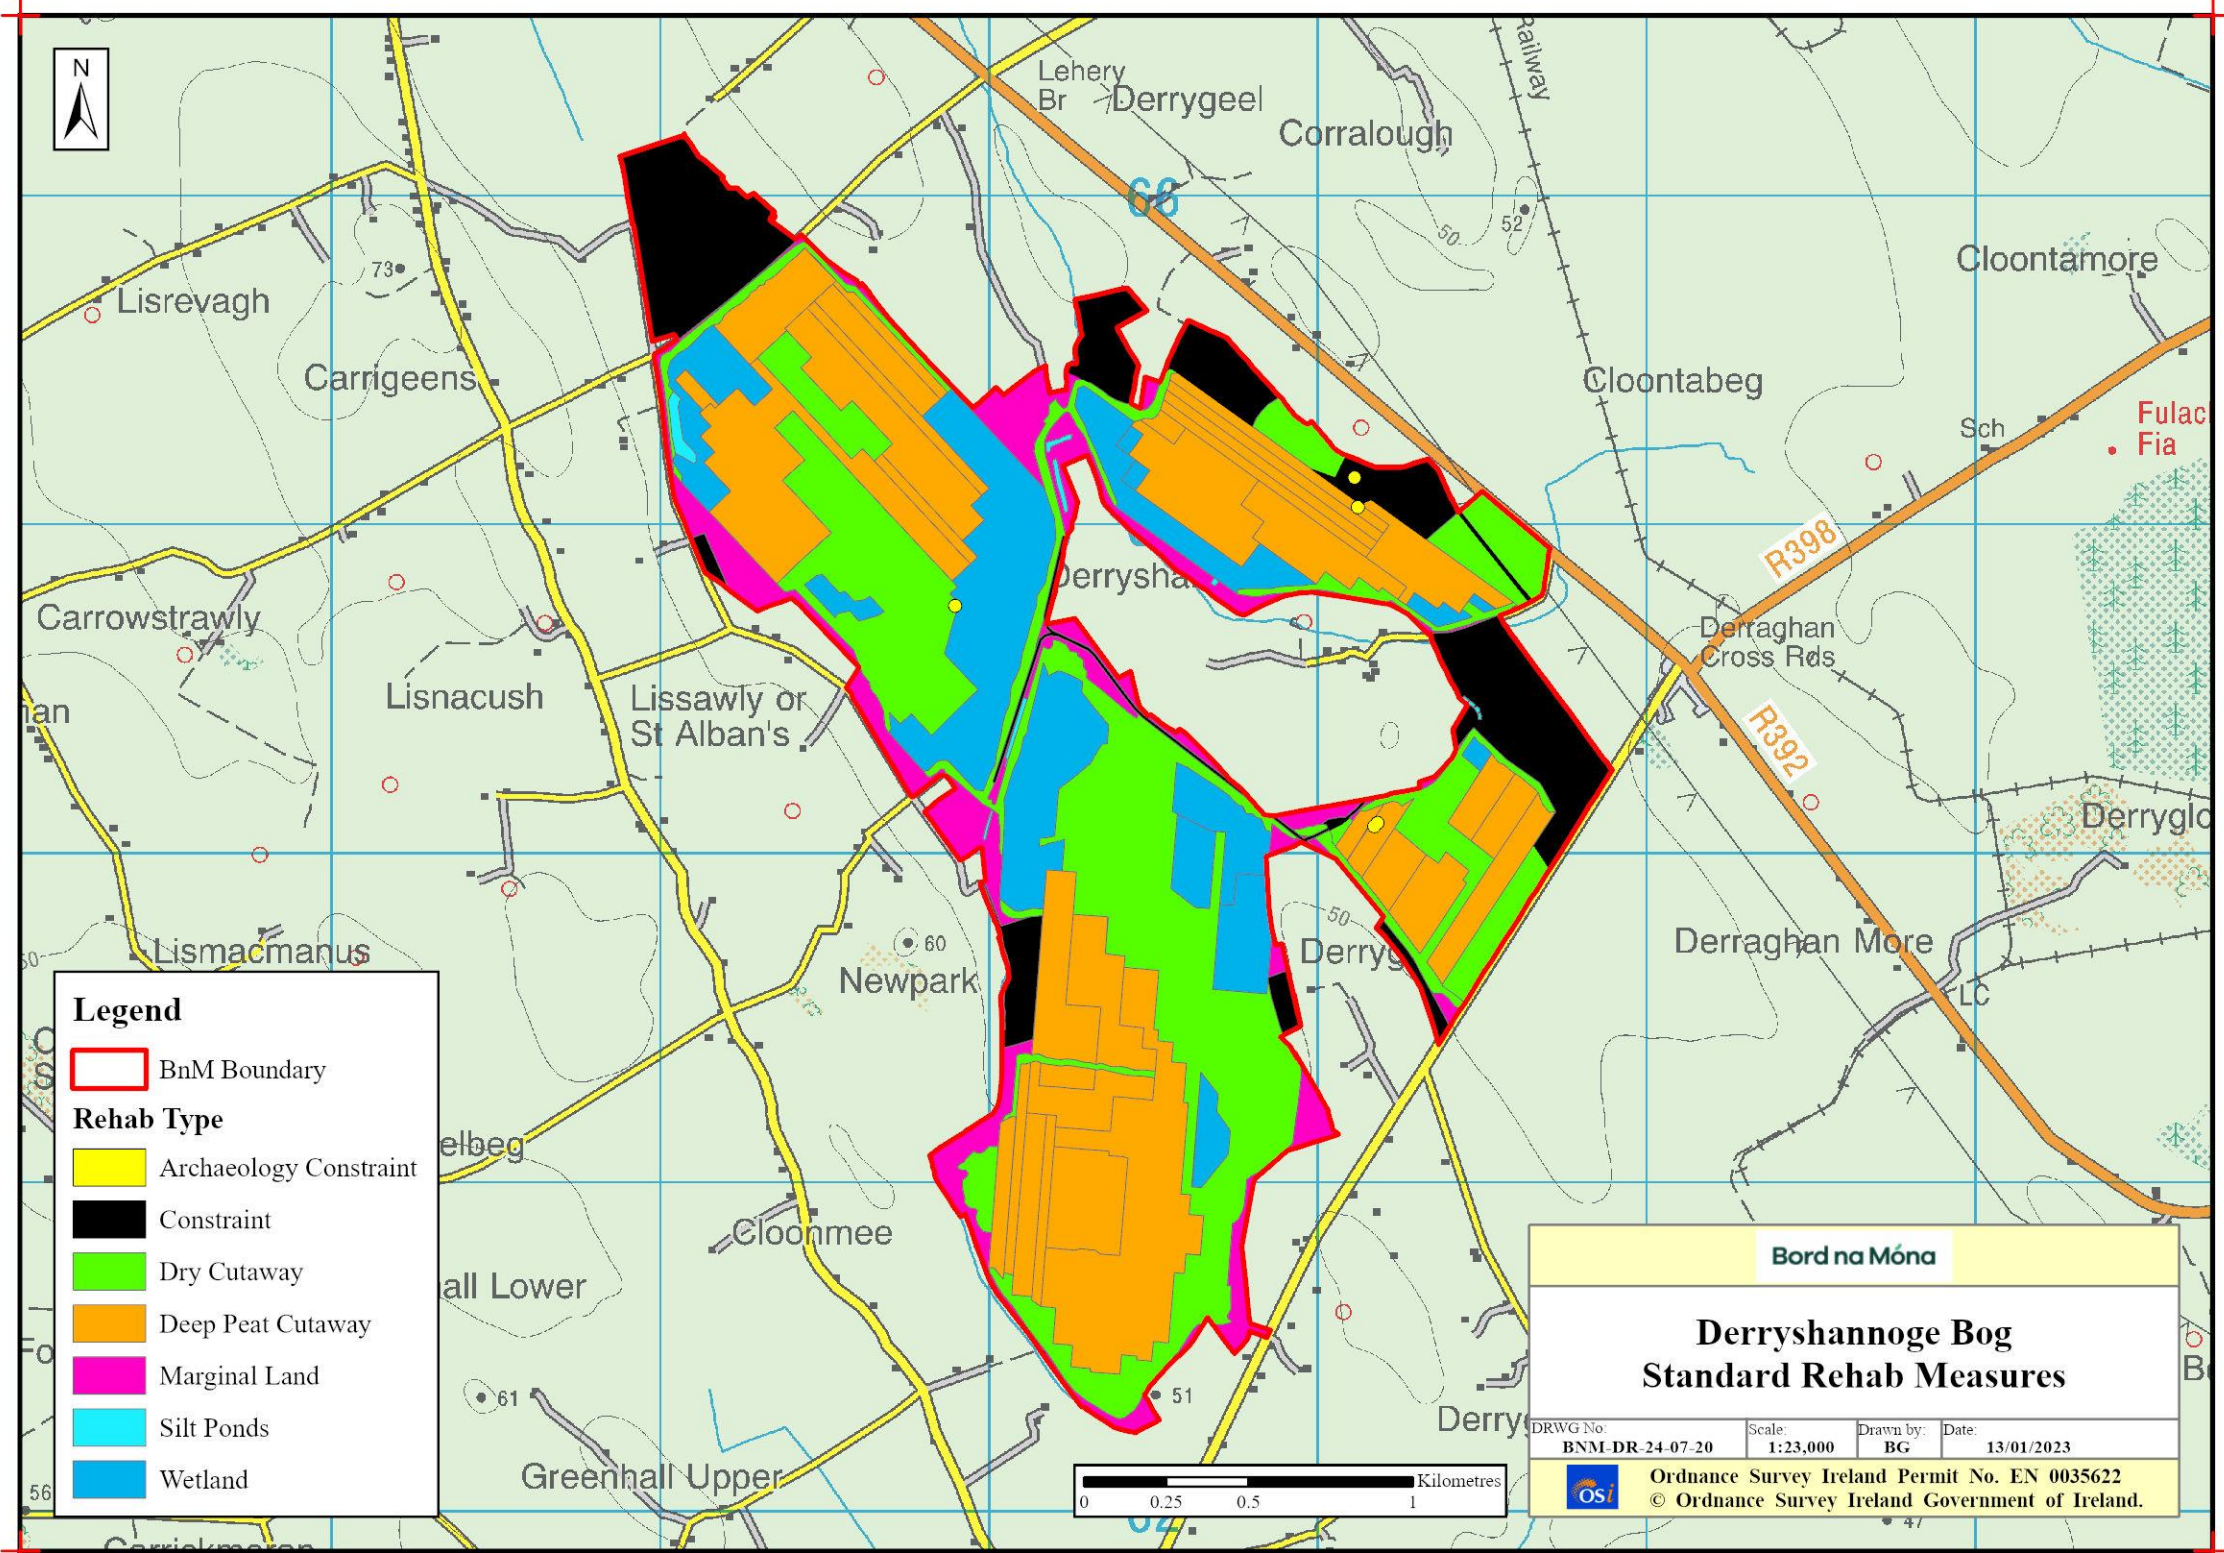 N
Lehery
Br
Derrygeel
Corralough
Railway
66
50
52
Cloontamore
73
Lisrevagh
Carrigeens
Cloontabeg
Sch
Fulac
Fia
R398
Carrowstrawly
Derrysha
Derraghan
Cross Rds
Lisnacush
Lissawly or
St Alban's
R392
Derryglo
50
Derryg
Derraghan More
LC
60
Newpark
Lismacmanus
50
Legend
BnM Boundary
Rehab Type
Archaeology Constraint
Constraint
Dry Cutaway
Deep Peat Cutaway
Marginal Land
Silt Ponds
Wetland
elbeg
Cloonmee
all Lower
61
51
Greenhall Upper
Derry
56
62
47
0 0.25 0.5 1 Kilometres
Bord na Móna
Derryshannoge Bog
Standard Rehab Measures
DRWG No: Scale: Drawn by: Date:
BNM-DR-24-07-20 1:23,000 BG 13/01/2023
OSi
Ordnance Survey Ireland Permit No. EN 0035622
© Ordnance Survey Ireland Government of Ireland.